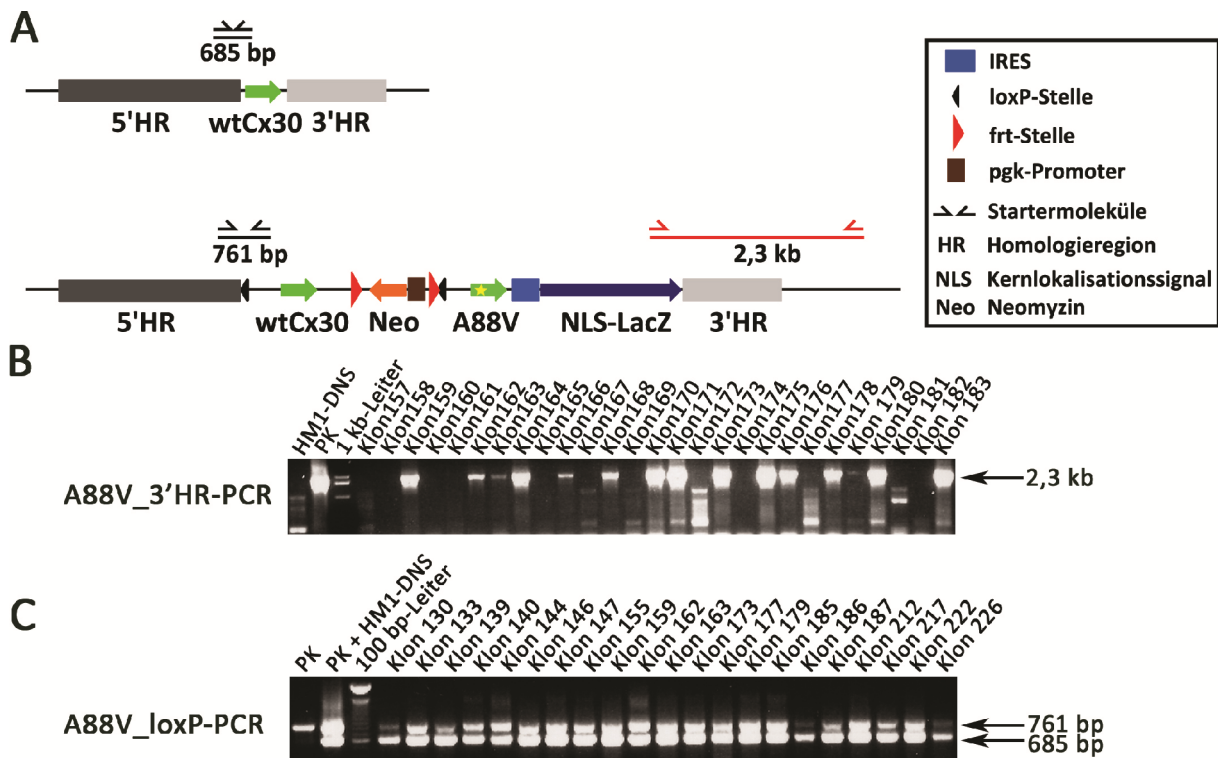 A
685 bp
5'HR
wtCx30
3'HR
761 bp
2,3 kb
5'HR
wtCx30
Neo
A88V
NLS-LacZ
3'HR
IRES
loxP-Stelle
frt-Stelle
pgk-Promoter
Startermoleküle
HR Homologieregion
NLS Kernlokalisationssignal
Neo Neomyzin
B
HM1-DNS
PK
1 kb-Leiter
Klon157
Klon158
Klon159
Klon160
Klon161
Klon162
Klon163
Klon164
Klon165
Klon166
Klon167
Klon168
Klon169
Klon170
Klon171
Klon172
Klon173
Klon174
Klon175
Klon176
Klon177
Klon178
Klon 179
Klon180
Klon 181
Klon 182
Klon 183
A88V_3'HR-PCR
2,3 kb
C
PK
PK + HM1-DNS
100 bp-Leiter
Klon 130
Klon 133
Klon 139
Klon 140
Klon 144
Klon 146
Klon 147
Klon 155
Klon 159
Klon 162
Klon 163
Klon 173
Klon 177
Klon 179
Klon 185
Klon 186
Klon 187
Klon 212
Klon 217
Klon 222
Klon 226
A88V_loxP-PCR
761 bp
685 bp